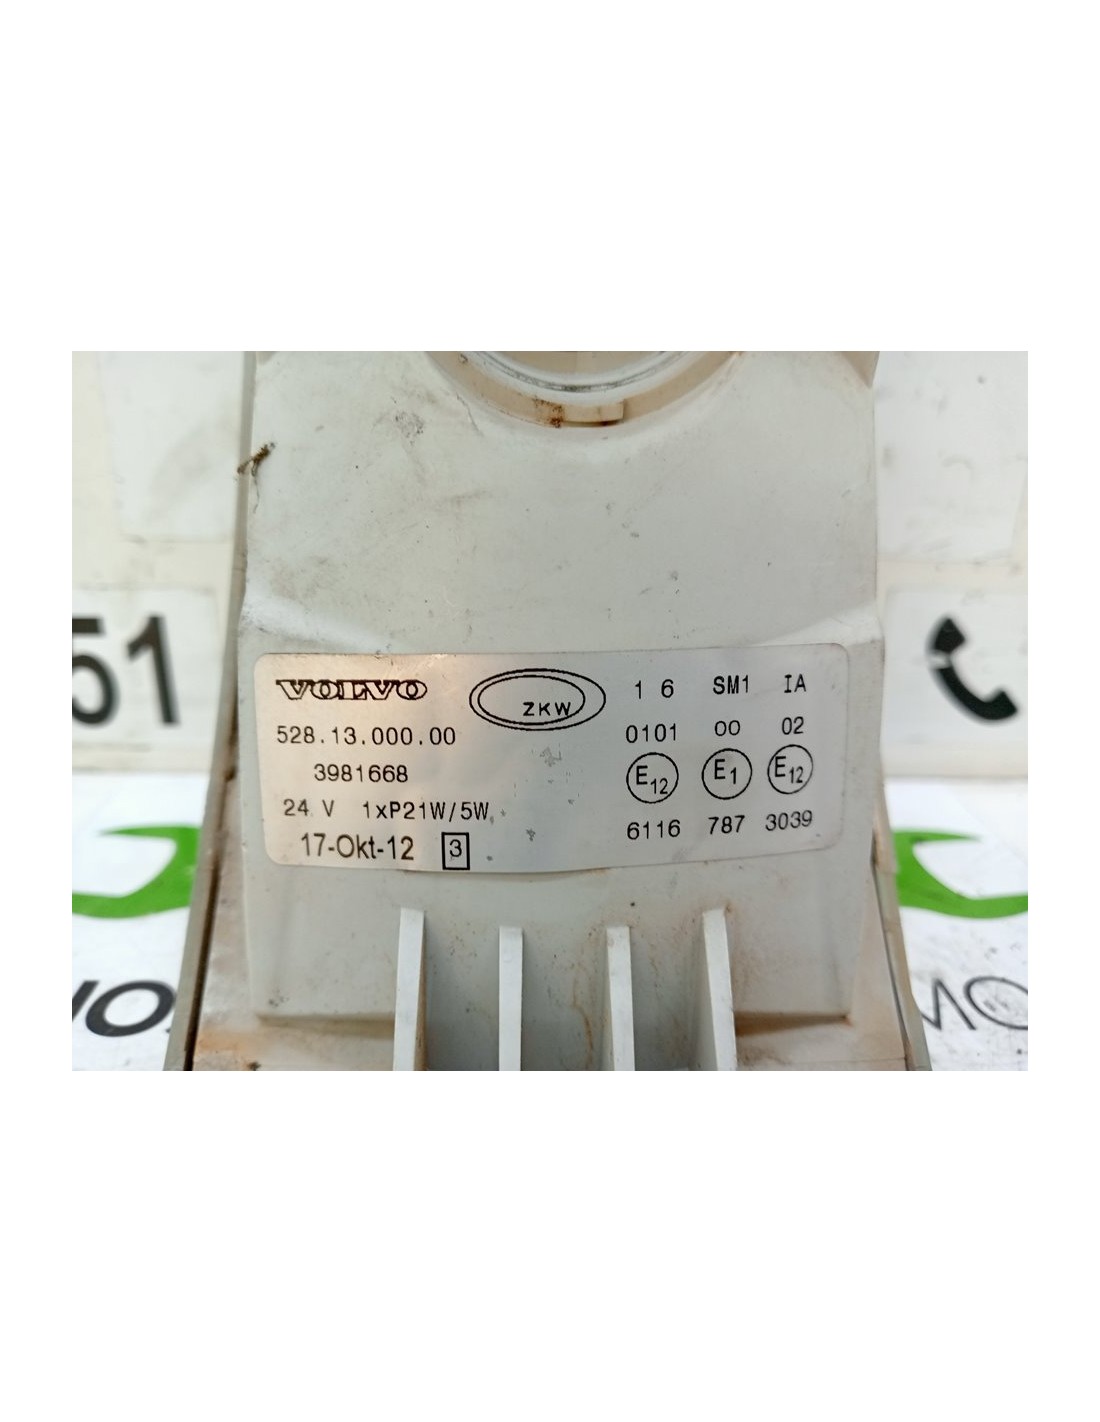 VOLVO
528.13.000.00
3981668
24 V 1xP21W/5W
17-Okt-12 3
ZKW
1 6 SM1 IA
0101 00 02
E12 E1 E12
6116 787 3039
51